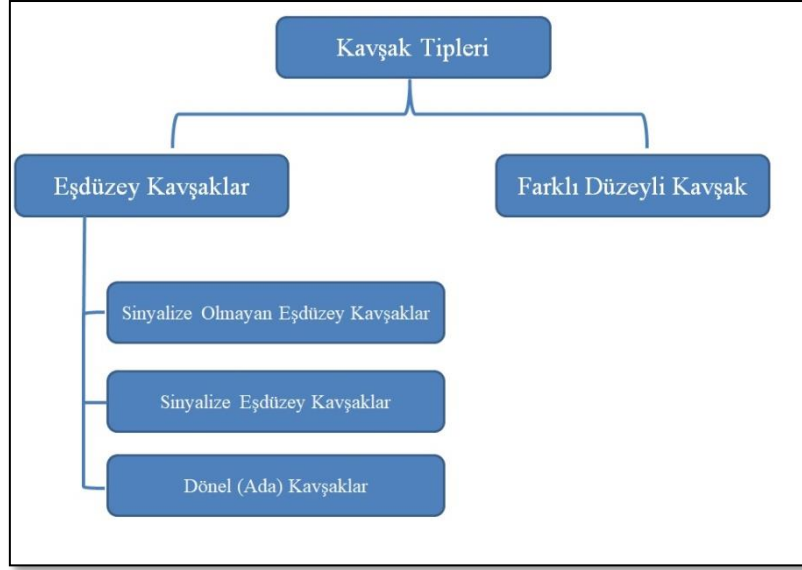 Kavşak Tipleri
Eşdüzey Kavşaklar
Farklı Düzeyli Kavşak
Sinyalize Olmayan Eşdüzey Kavşaklar
Sinyalize Eşdüzey Kavşaklar
Dönel (Ada) Kavşaklar